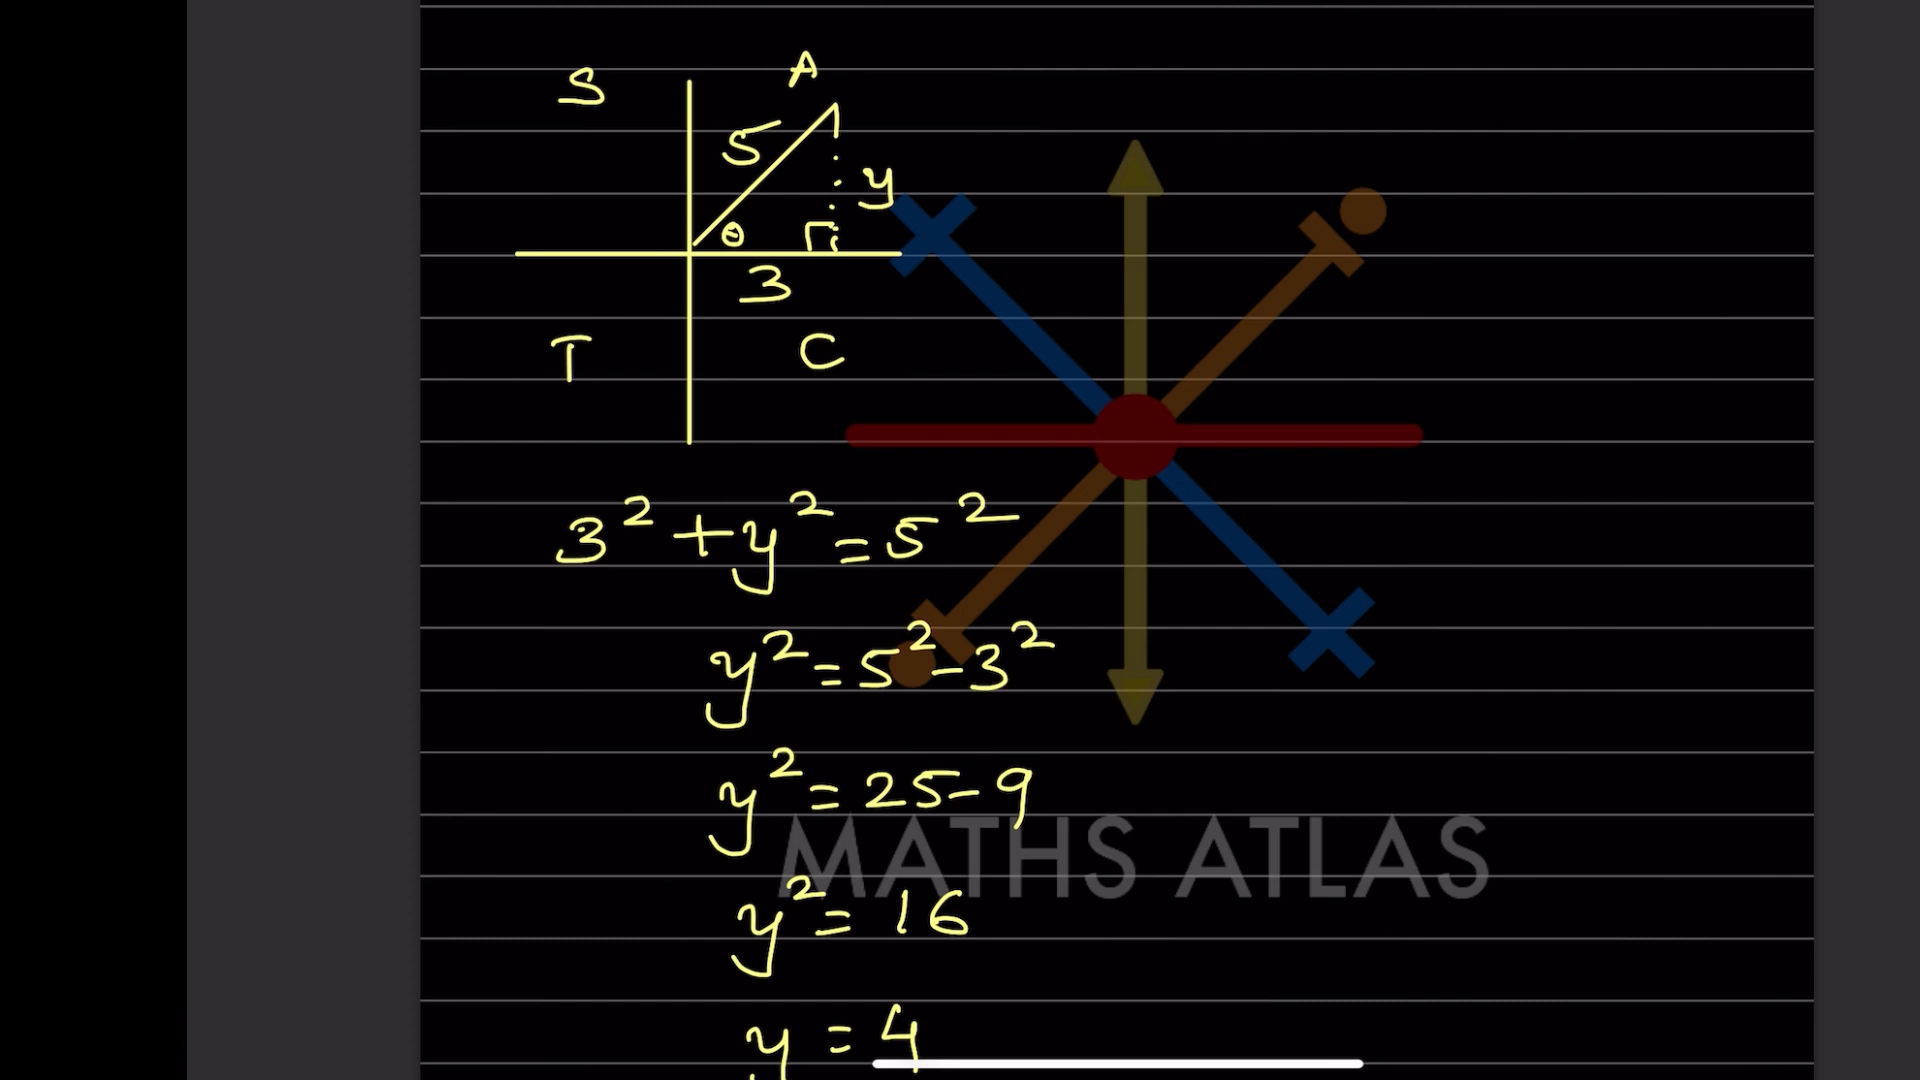 S
A
5
y
θ
3
T
C
3² + y² = 5²
y² = 5² - 3²
y² = 25 - 9
MATHS ATLAS
y² = 16
y = 4